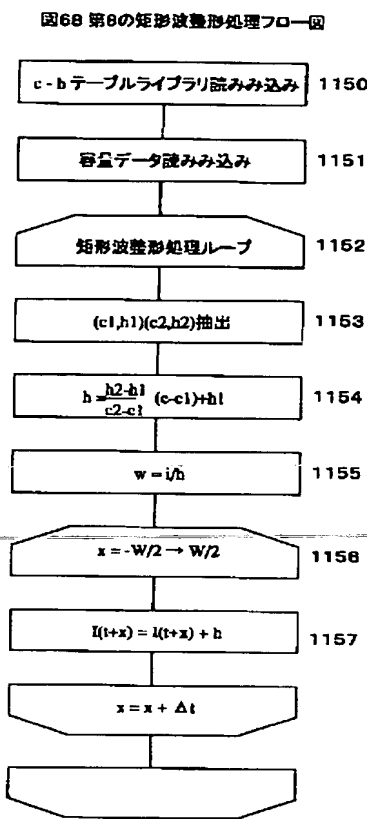 図68 第8の矩形波整形処理フロー図
c - h テーブルライブラリ読みみ込み 1150
容量データ読みみ込み 1151
矩形波整形処理ループ 1152
(c1,h1)(c2,h2)抽出 1153
h = h2-h1 / c2-c1 (c-c1)+h1 1154
w = i/h 1155
x = -W/2 → W/2 1156
I(t+x) = I(t+x) + h 1157
x = x + Δt